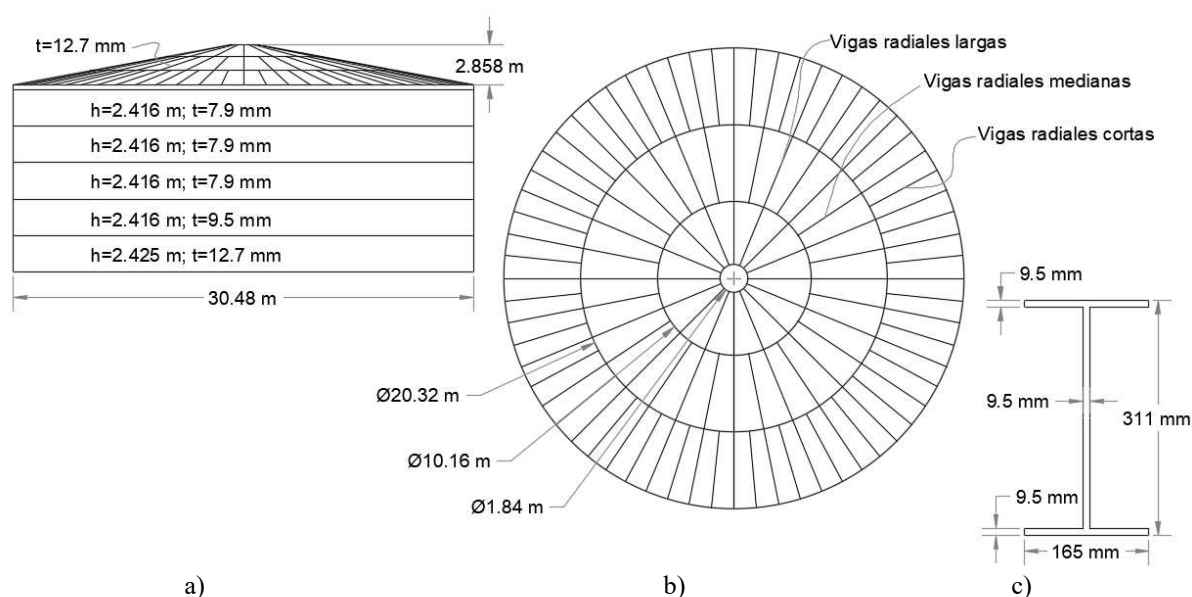 t=12.7 mm
2.858 m
h=2.416 m; t=7.9 mm
h=2.416 m; t=7.9 mm
h=2.416 m; t=7.9 mm
h=2.416 m; t=9.5 mm
h=2.425 m; t=12.7 mm
30.48 m
a)
Vigas radiales largas
Vigas radiales medianas
Vigas radiales cortas
Ø20.32 m
Ø10.16 m
Ø1.84 m
b)
9.5 mm
9.5 mm
311 mm
9.5 mm
165 mm
c)